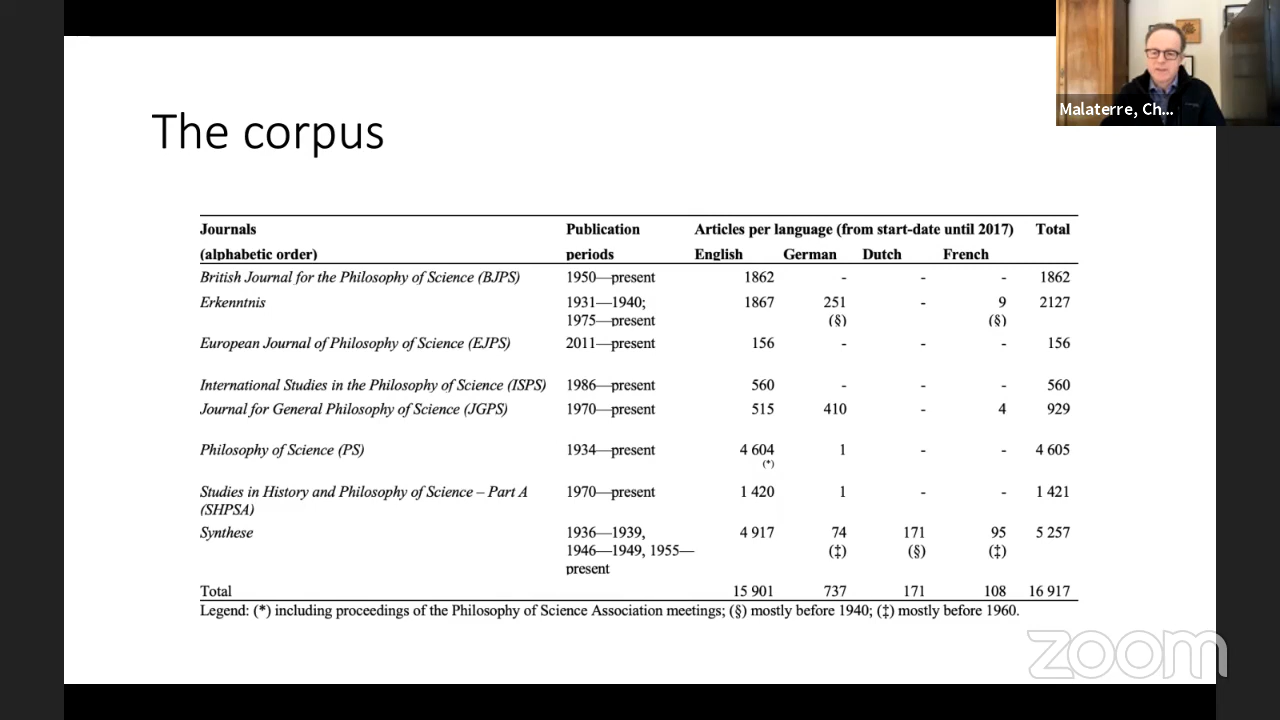 The corpus
Malaterre, Ch...
Journals Publication Articles per language (from start-date until 2017) Total
(alphabetic order) periods English German Dutch French
British Journal for the Philosophy of Science (BJPS) 1950—present 1862 - - - 1862
Erkenntnis 1931—1940; 1867 251 - 9 2127
1975—present (§) (§)
European Journal of Philosophy of Science (EJPS) 2011—present 156 - - - 156
International Studies in the Philosophy of Science (ISPS) 1986—present 560 - - - 560
Journal for General Philosophy of Science (JGPS) 1970—present 515 410 - 4 929
Philosophy of Science (PS) 1934—present 4 604 1 - - 4 605
(*)
Studies in History and Philosophy of Science – Part A 1970—present 1 420 1 - - 1 421
(SHPSA)
Synthese 1936—1939, 4 917 74 171 95 5 257
1946—1949, 1955— (‡) (§) (‡)
present
Total 15 901 737 171 108 16 917
Legend: (*) including proceedings of the Philosophy of Science Association meetings; (§) mostly before 1940; (‡) mostly before 1960.
zoom